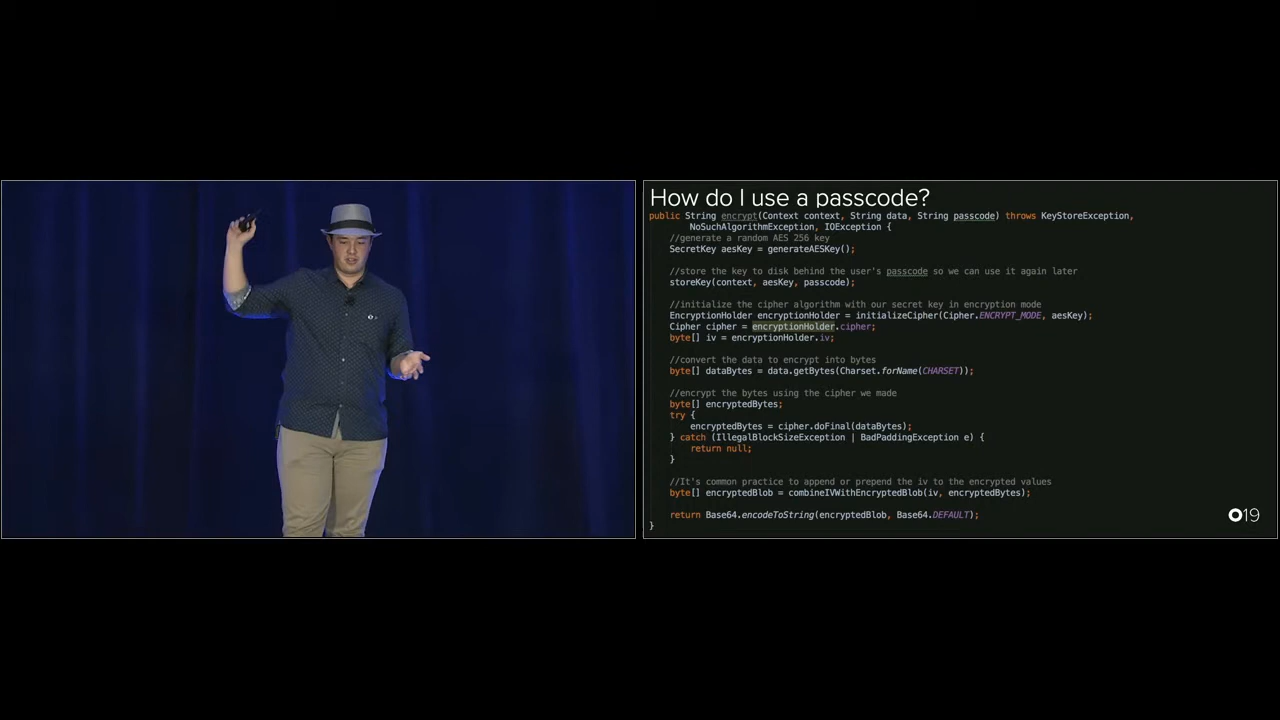 How do I use a passcode?
public String encrypt(Context context, String data, String passcode) throws KeyStoreException,
NoSuchAlgorithmException, IOException {
//generate a random AES 256 key
SecretKey aesKey = generateAESKey();
//store the key to disk behind the user's passcode so we can use it again later
storeKey(context, aesKey, passcode);
//initialize the cipher algorithm with our secret key in encryption mode
EncryptionHolder encryptionHolder = initializeCipher(Cipher.ENCRYPT_MODE, aesKey);
Cipher cipher = encryptionHolder.cipher;
byte[] iv = encryptionHolder.iv;
//convert the data to encrypt into bytes
byte[] dataBytes = data.getBytes(Charset.forName(CHARSET));
//encrypt the bytes using the cipher we made
byte[] encryptedBytes;
try {
encryptedBytes = cipher.doFinal(dataBytes);
} catch (IllegalBlockSizeException | BadPaddingException e) {
return null;
}
//It's common practice to append or prepend the iv to the encrypted values
byte[] encryptedBlob = combineIVWithEncryptedBlob(iv, encryptedBytes);
return Base64.encodeToString(encryptedBlob, Base64.DEFAULT);
}
19